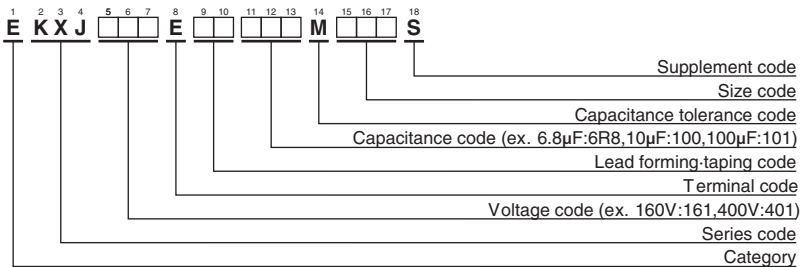 1 2 3 4 5 6 7 8 9 10 11 12 13 14 15 16 17 18
E K X J E M S
Supplement code
Size code
Capacitance tolerance code
Capacitance code (ex. 6.8μF:6R8,10μF:100,100μF:101)
Lead forming·taping code
Terminal code
Voltage code (ex. 160V:161,400V:401)
Series code
Category